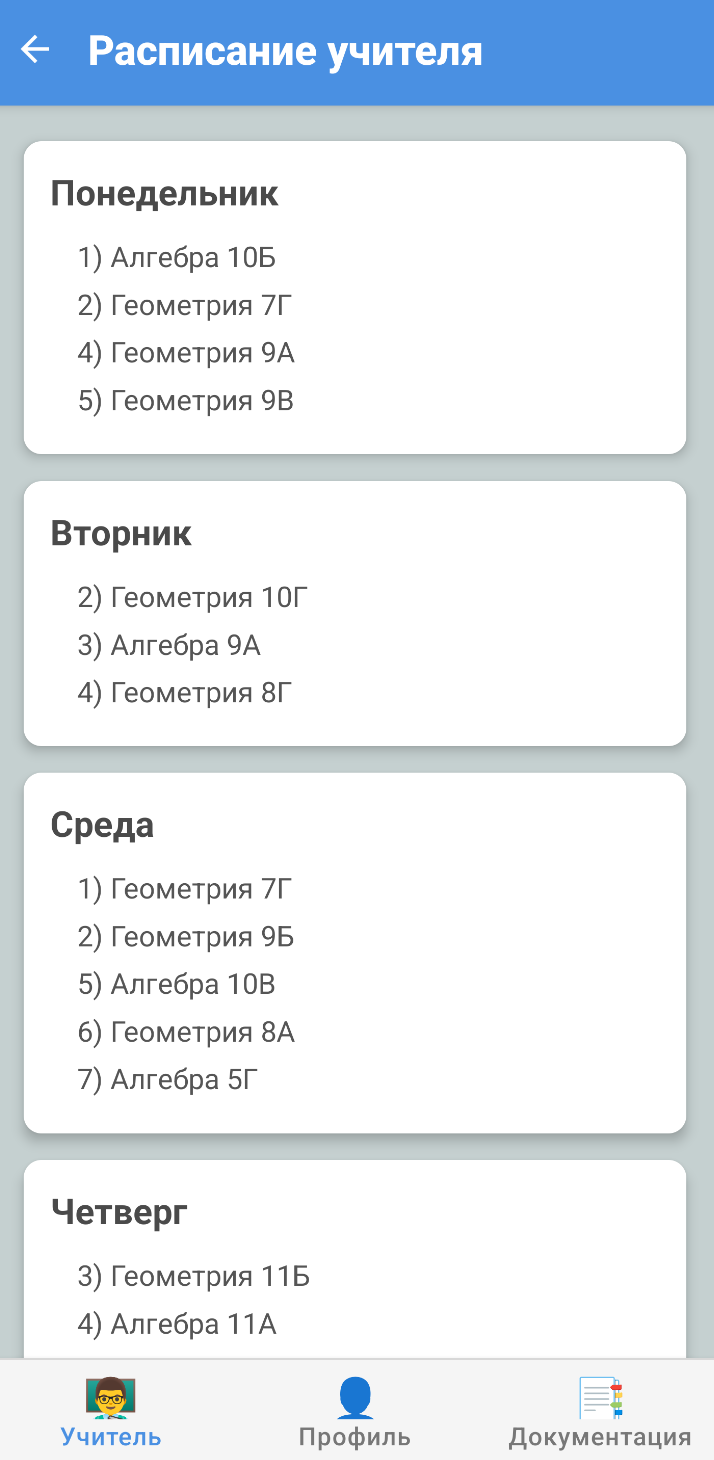 Расписание учителя
Понедельник
1) Алгебра 10Б
2) Геометрия 7Г
4) Геометрия 9А
5) Геометрия 9В
Вторник
2) Геометрия 10Г
3) Алгебра 9А
4) Геометрия 8Г
Среда
1) Геометрия 7Г
2) Геометрия 9Б
5) Алгебра 10В
6) Геометрия 8А
7) Алгебра 5Г
Четверг
3) Геометрия 11Б
4) Алгебра 11А
Учитель
Профиль
Документация